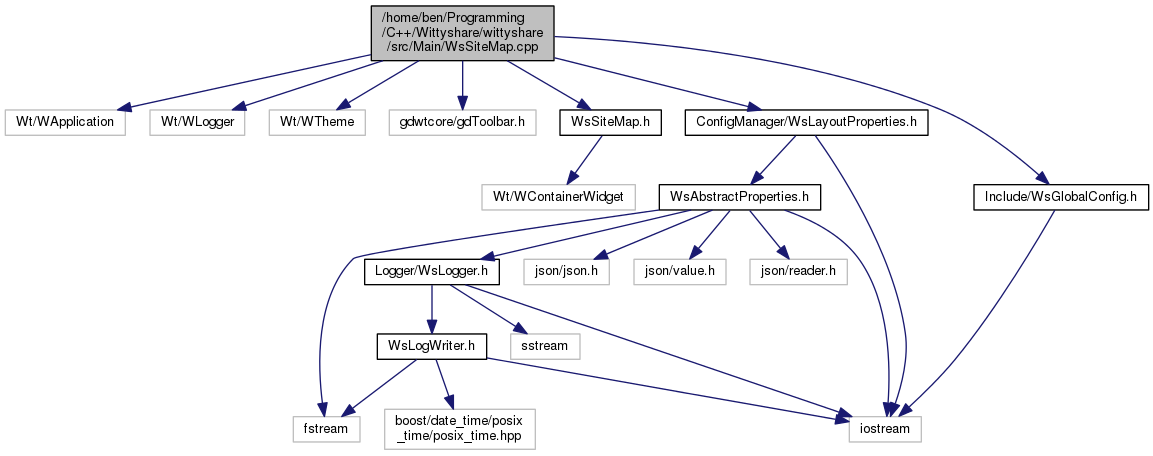 /home/ben/Programming
/C++/Wittyshare/wittyshare
/src/Main/WsSiteMap.cpp
Wt/WApplication
Wt/WLogger
Wt/WTheme
gdwtcore/gdToolbar.h
WsSiteMap.h
ConfigManager/WsLayoutProperties.h
Wt/WContainerWidget
WsAbstractProperties.h
Include/WsGlobalConfig.h
Logger/WsLogger.h
json/json.h
json/value.h
json/reader.h
WsLogWriter.h
sstream
fstream
boost/date_time/posix
_time/posix_time.hpp
iostream